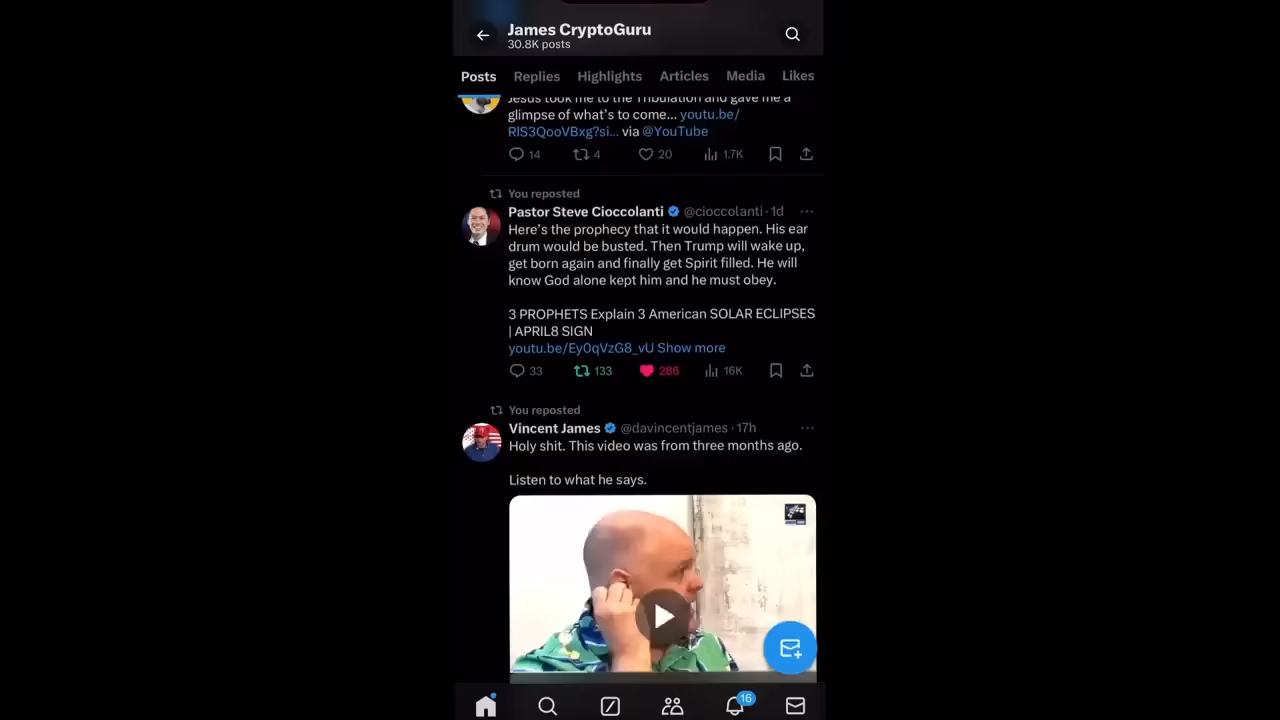 James CryptoGuru
30.8K posts
Posts Replies Highlights Articles Media Likes
Jesus took me to the Tribulation and gave me a
glimpse of what's to come... youtu.be/
RlS3QooVBxg?si... via @YouTube
14 4 20 1.7K
You reposted
Pastor Steve Cioccolanti @cioccolanti · 1d
Here's the prophecy that it would happen. His ear
drum would be busted. Then Trump will wake up,
get born again and finally get Spirit filled. He will
know God alone kept him and he must obey.
3 PROPHETS Explain 3 American SOLAR ECLIPSES
| APRIL8 SIGN
youtu.be/Ey0qVzG8_vU Show more
33 133 286 16K
You reposted
Vincent James @davincentjames · 17h
Holy shit. This video was from three months ago.
Listen to what he says.
16